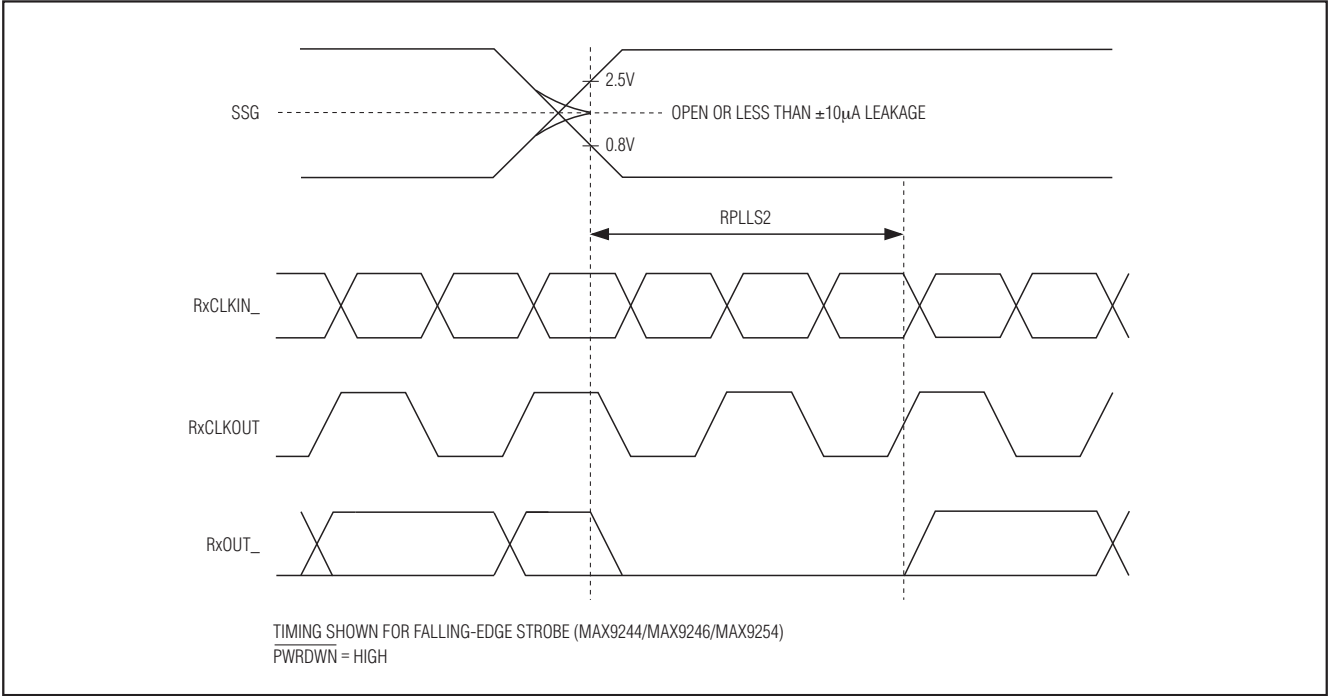 2.5V
SSG
OPEN OR LESS THAN ±10μA LEAKAGE
0.8V
RPLLS2
RxCLKIN_
RxCLKOUT
RxOUT_
TIMING SHOWN FOR FALLING-EDGE STROBE (MAX9244/MAX9246/MAX9254)
PWRDWN = HIGH